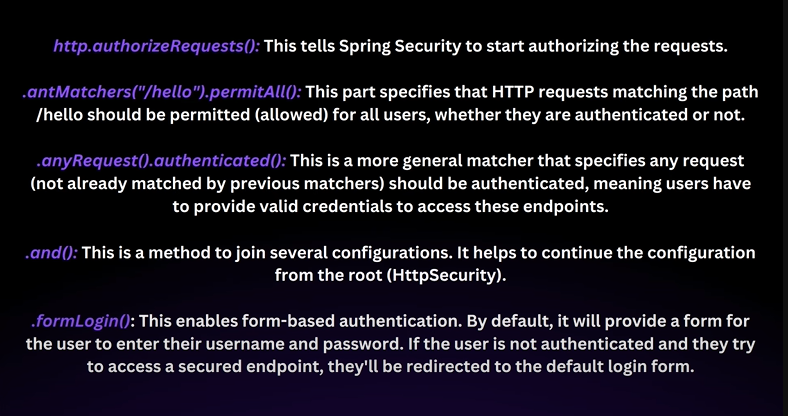 http.authorizeRequests(): This tells Spring Security to start authorizing the requests.
.antMatchers("/hello").permitAll(): This part specifies that HTTP requests matching the path
/hello should be permitted (allowed) for all users, whether they are authenticated or not.
.anyRequest().authenticated(): This is a more general matcher that specifies any request
(not already matched by previous matchers) should be authenticated, meaning users have
to provide valid credentials to access these endpoints.
.and(): This is a method to join several configurations. It helps to continue the configuration
from the root (HttpSecurity).
.formLogin(): This enables form-based authentication. By default, it will provide a form for
the user to enter their username and password. If the user is not authenticated and they try
to access a secured endpoint, they'll be redirected to the default login form.